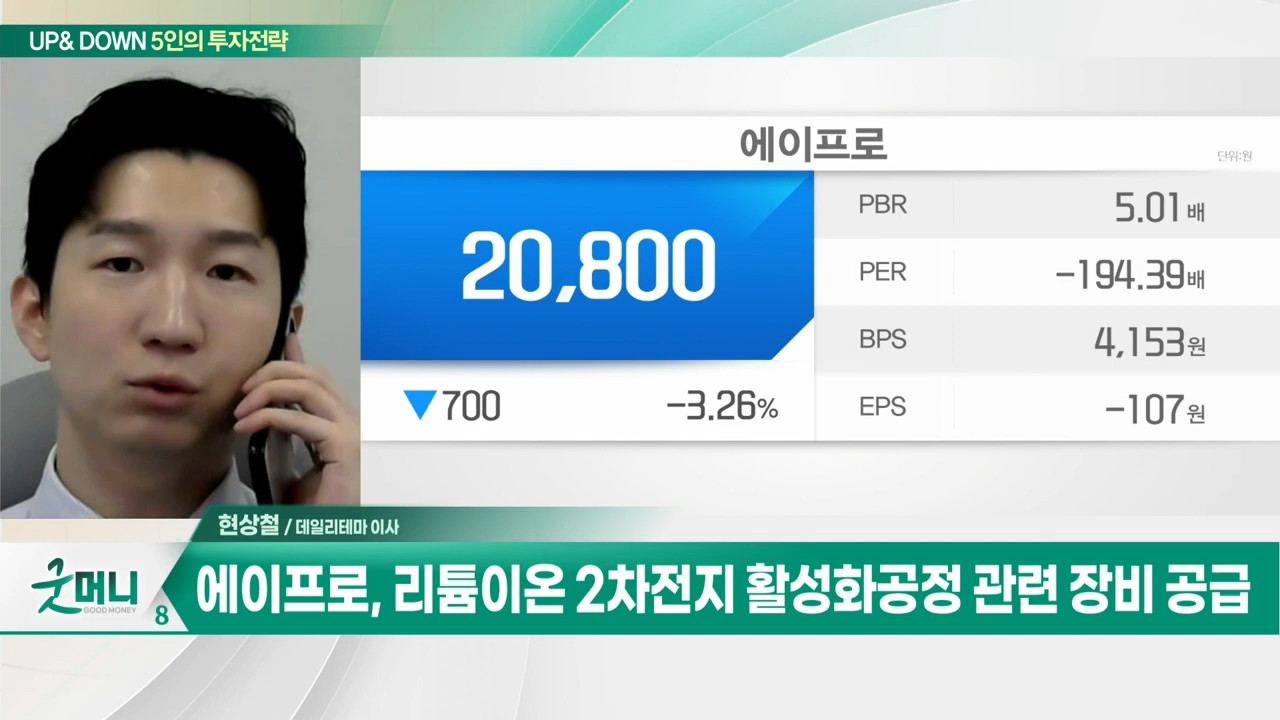 UP& DOWN 5인의 투자전략
에이프로
단위:원
20,800
▼700 -3.26%
PBR 5.01배
PER -194.39배
BPS 4,153원
EPS -107원
현상철 / 데일리테마 이사
굿머니
GOOD MONEY
8
에이프로, 리튬이온 2차전지 활성화공정 관련 장비 공급